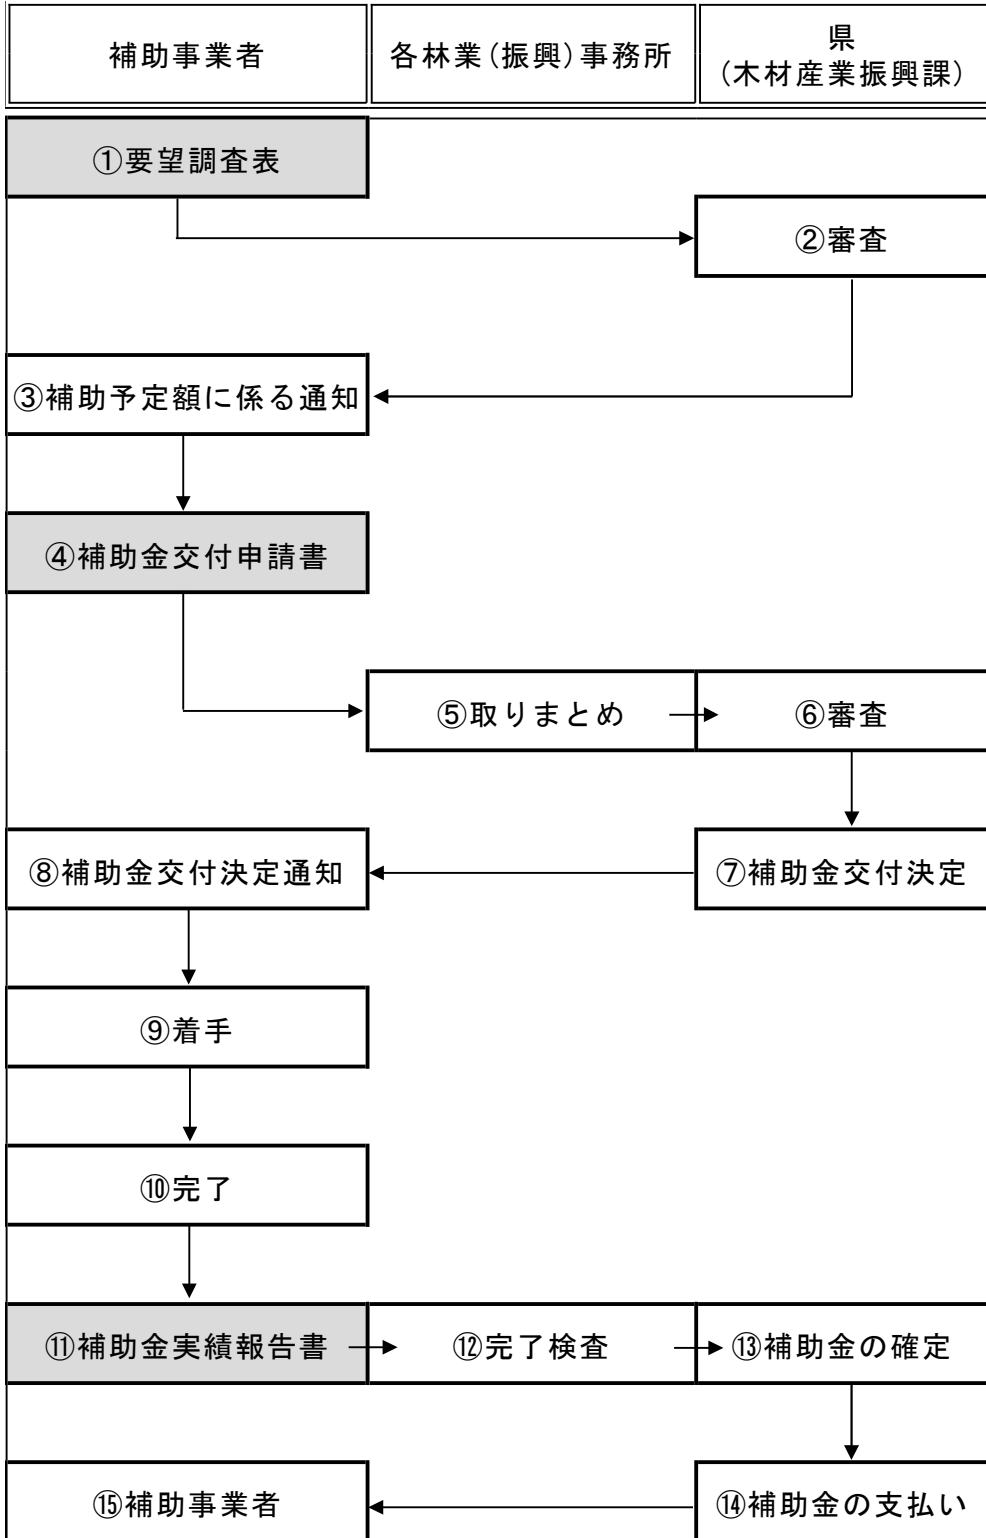 補助事業者
各林業(振興)事務所
県
(木材産業振興課)
①要望調査表
②審査
③補助予定額に係る通知
④補助金交付申請書
⑤取りまとめ
⑥審査
⑧補助金交付決定通知
⑦補助金交付決定
⑨着手
⑩完了
⑪補助金実績報告書
⑫完了検査
⑬補助金の確定
⑮補助事業者
⑭補助金の支払い